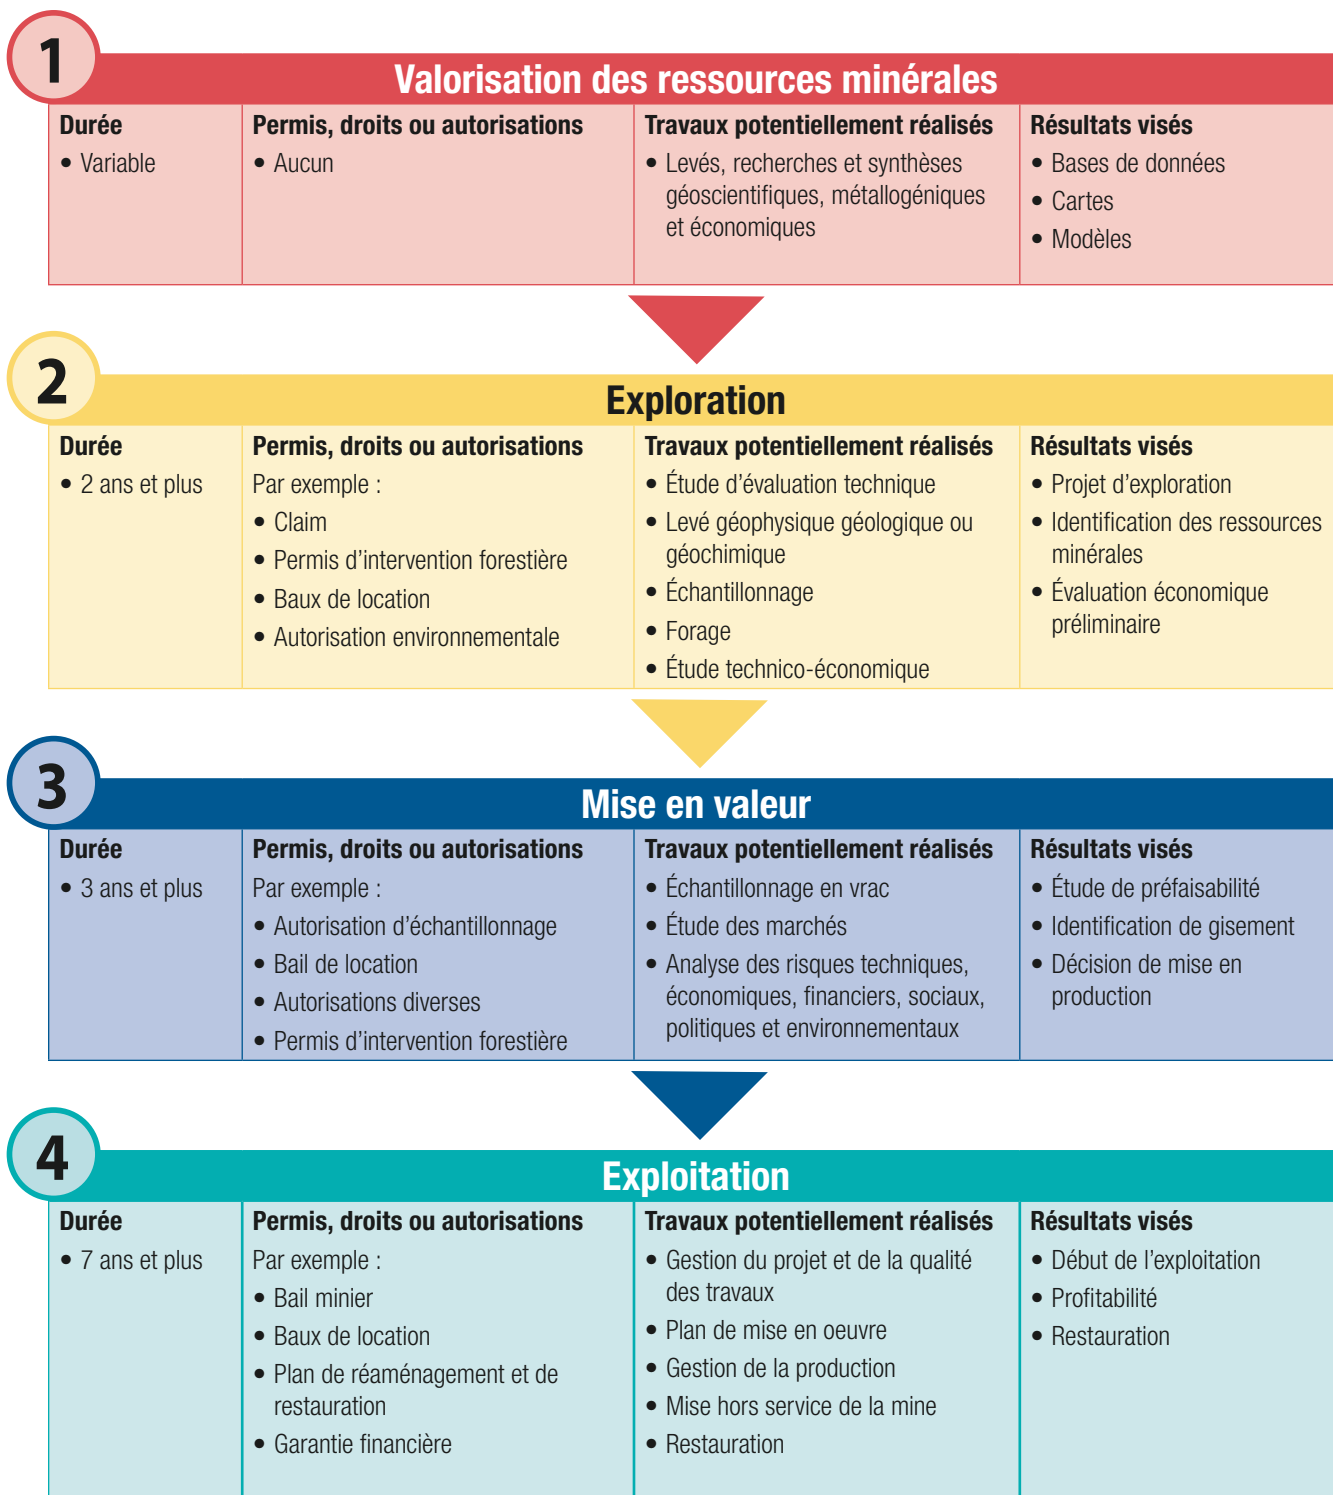 1
Valorisation des ressources minérales
Durée
• Variable
Permis, droits ou autorisations
• Aucun
Travaux potentiellement réalisés
• Levés, recherches et synthèses
géoscientifiques, métallogéniques
et économiques
Résultats visés
• Bases de données
• Cartes
• Modèles
2
Exploration
Durée
• 2 ans et plus
Permis, droits ou autorisations
Par exemple :
• Claim
• Permis d'intervention forestière
• Baux de location
• Autorisation environnementale
Travaux potentiellement réalisés
• Étude d'évaluation technique
• Levé géophysique géologique ou
géochimique
• Échantillonnage
• Forage
• Étude technico-économique
Résultats visés
• Projet d'exploration
• Identification des ressources
minérales
• Évaluation économique
préliminaire
3
Mise en valeur
Durée
• 3 ans et plus
Permis, droits ou autorisations
Par exemple :
• Autorisation d'échantillonnage
• Bail de location
• Autorisations diverses
• Permis d'intervention forestière
Travaux potentiellement réalisés
• Échantillonnage en vrac
• Étude des marchés
• Analyse des risques techniques,
économiques, financiers, sociaux,
politiques et environnementaux
Résultats visés
• Étude de préfaisabilité
• Identification de gisement
• Décision de mise en
production
4
Exploitation
Durée
• 7 ans et plus
Permis, droits ou autorisations
Par exemple :
• Bail minier
• Baux de location
• Plan de réaménagement et de
restauration
• Garantie financière
Travaux potentiellement réalisés
• Gestion du projet et de la qualité
des travaux
• Plan de mise en oeuvre
• Gestion de la production
• Mise hors service de la mine
• Restauration
Résultats visés
• Début de l'exploitation
• Profitabilité
• Restauration